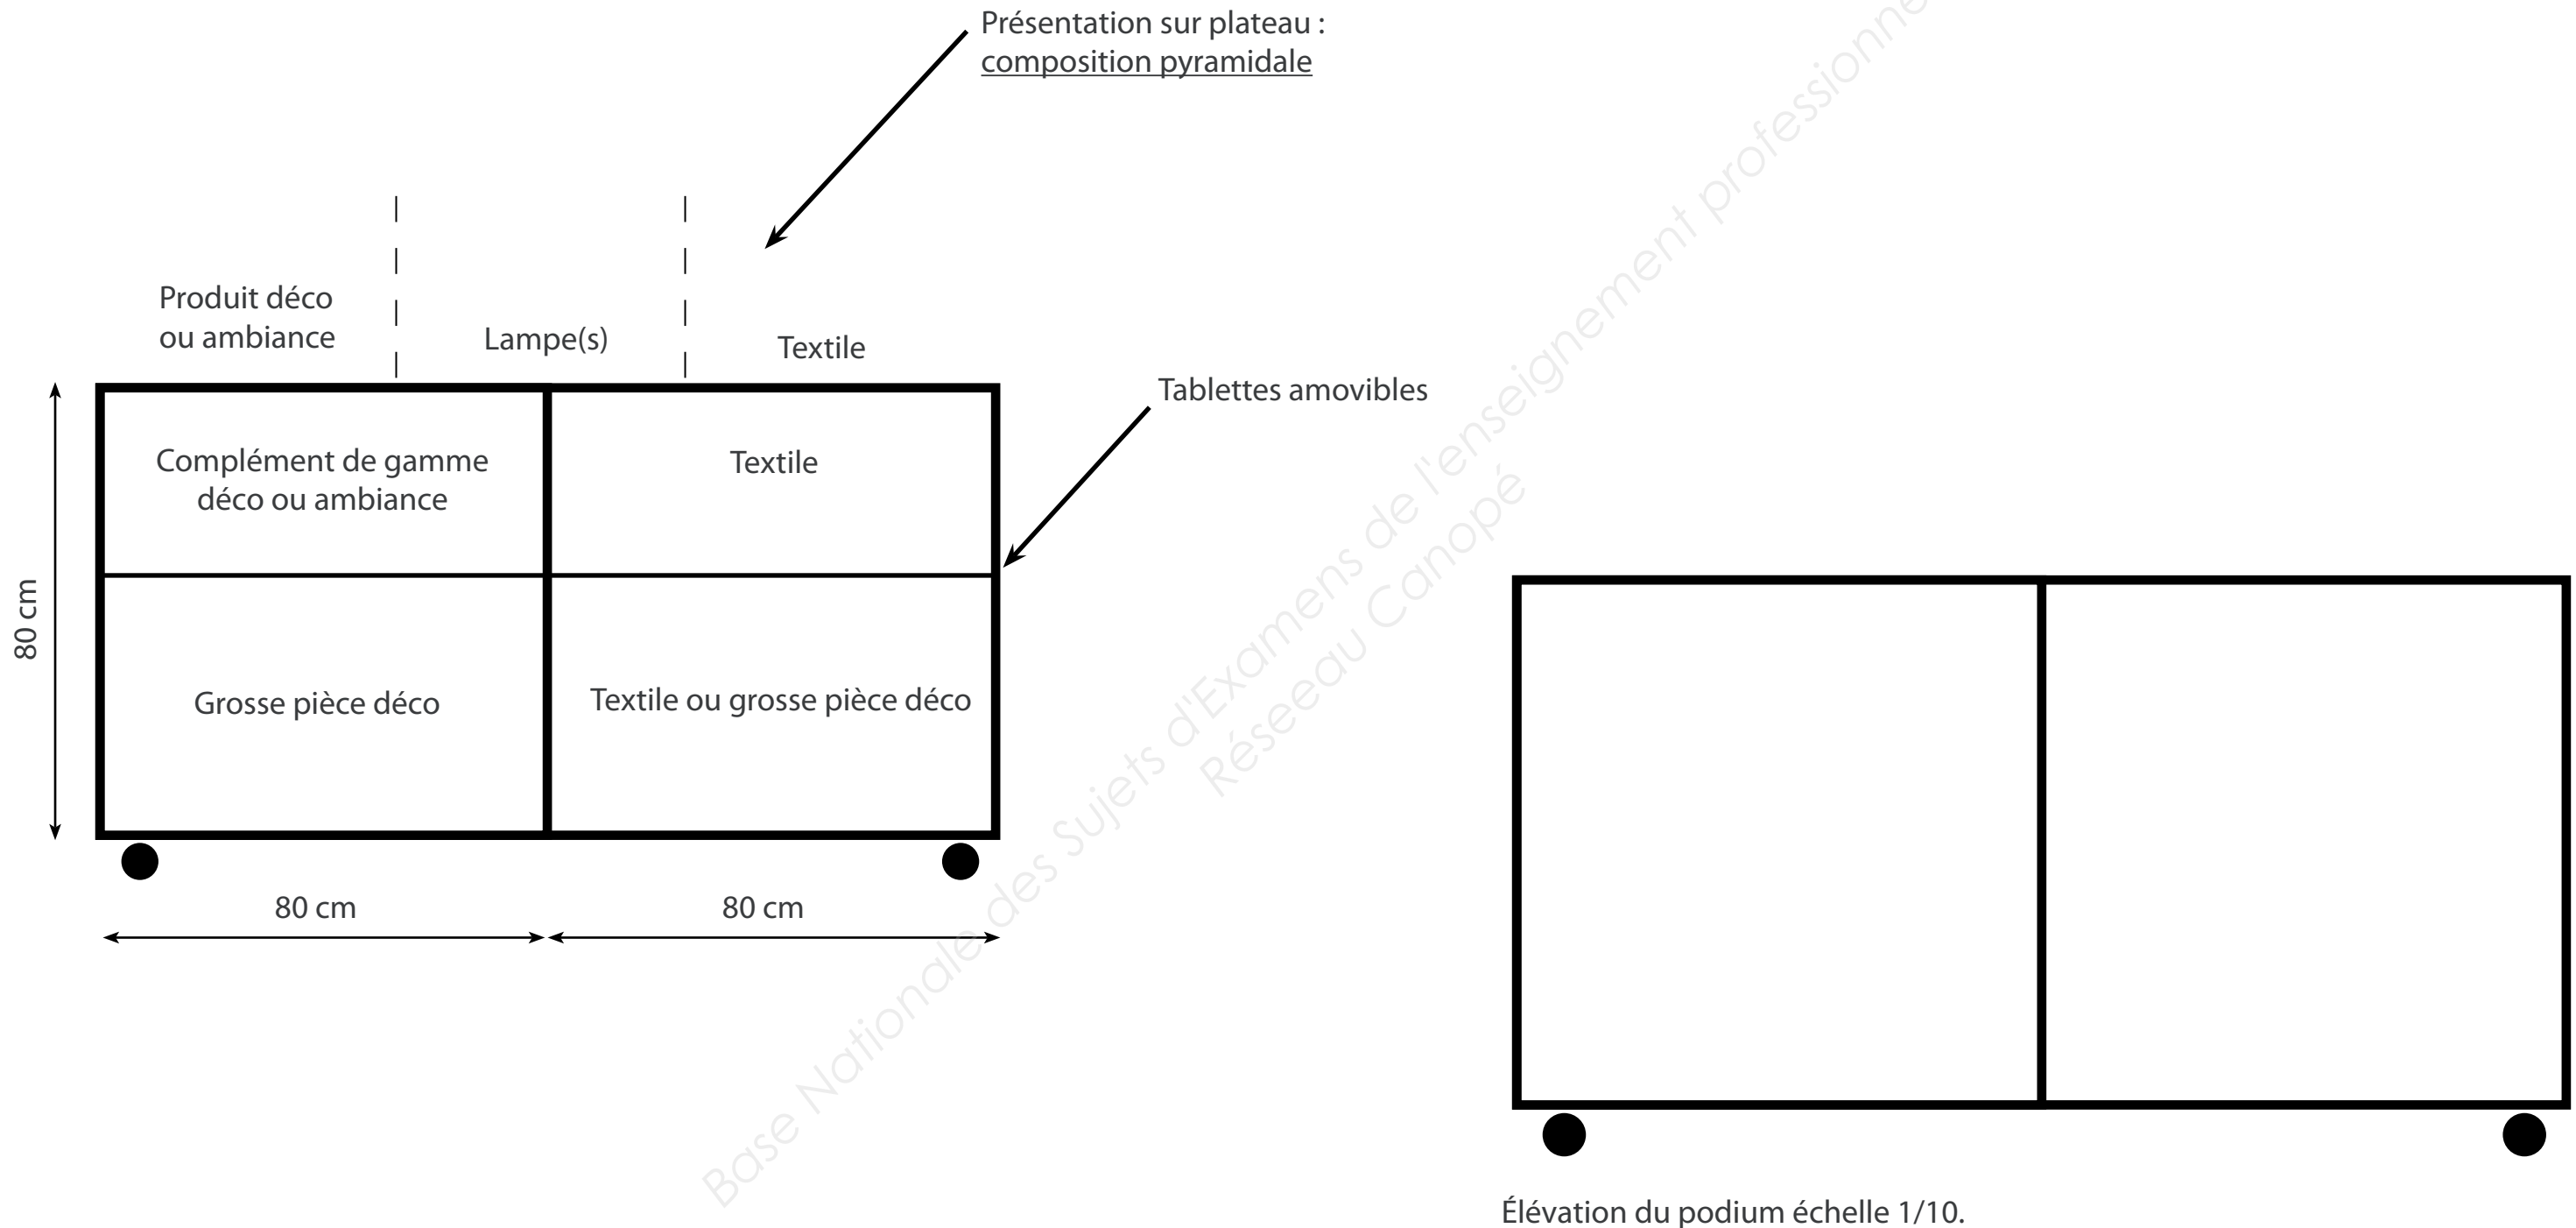 Présentation sur plateau :
composition pyramidale
Produit déco
ou ambiance
Lampe(s)
Textile
Tablettes amovibles
Complément de gamme
déco ou ambiance
Textile
80 cm
Grosse pièce déco
Textile ou grosse pièce déco
80 cm
80 cm
Élévation du podium échelle 1/10.
Base Nationale des Sujets d'Examens de l'enseignement professionne
Réseeau Canopé